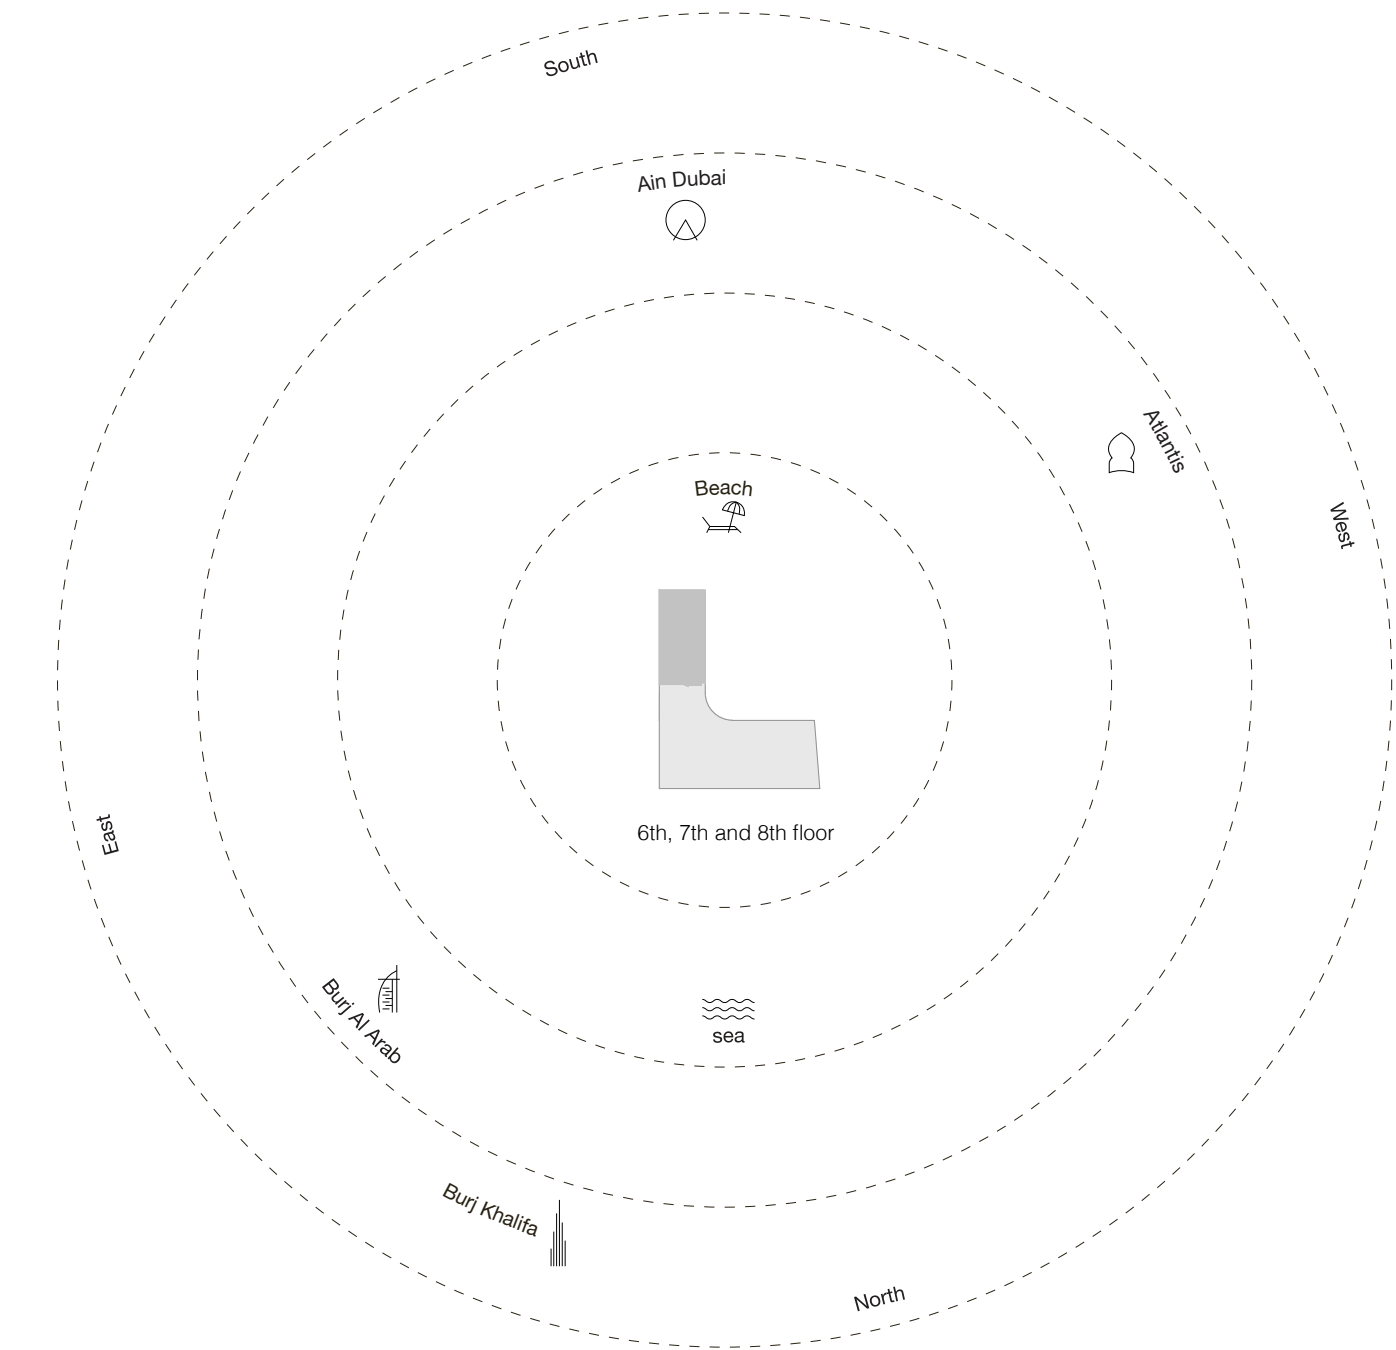 South
Ain Dubai
Atlantis
Beach
West
East
6th, 7th and 8th floor
Burj Al Arab
sea
Burj Khalifa
North